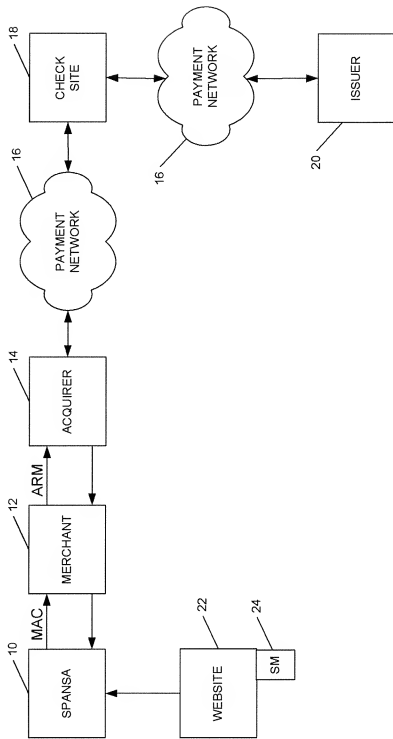 18
CHECK
SITE
16
PAYMENT
NETWORK
PAYMENT
NETWORK
16
ISSUER
20
14
ACQUIRER
ARM
12
MERCHANT
MAC
10
SPANSA
22
WEBSITE
24
SM